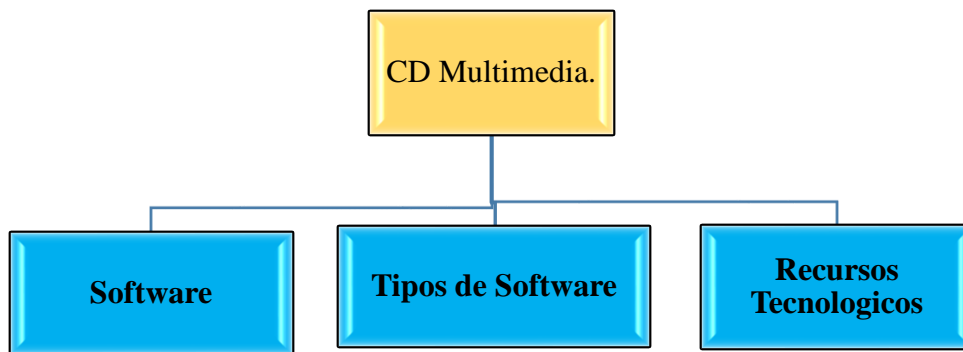 CD Multimedia.
Software
Tipos de Software
Recursos
Tecnologicos